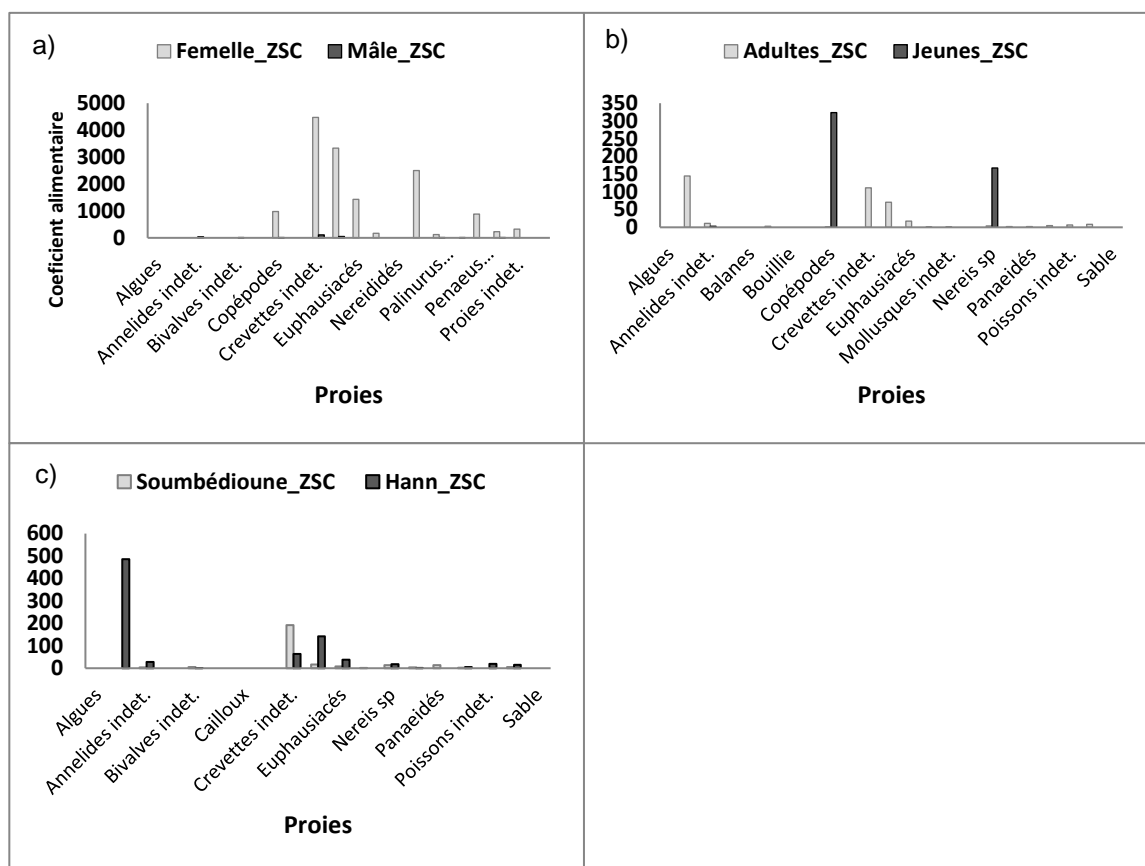 a)
Femelle_ZSC Mâle_ZSC
Coeficient alimentaire
5000
4000
3000
2000
1000
0
Algues
Annelides indet.
Bivalves indet.
Copépodes
Crevettes indet.
Euphausiacés
Nereididés
Palinurus...
Penaeus...
Proies indet.
Proies
b)
Adultes_ZSC Jeunes_ZSC
350
300
250
200
150
100
50
0
Algues
Annelides indet.
Balanes
Bouillie
Copépodes
Crevettes indet.
Euphausiacés
Mollusques indet.
Nereis sp
Panaeidés
Poissons indet.
Sable
Proies
c)
Soumbédioune_ZSC Hann_ZSC
600
500
400
300
200
100
0
Algues
Annelides indet.
Bivalves indet.
Cailloux
Crevettes indet.
Euphausiacés
Nereis sp
Panaeidés
Poissons indet.
Sable
Proies